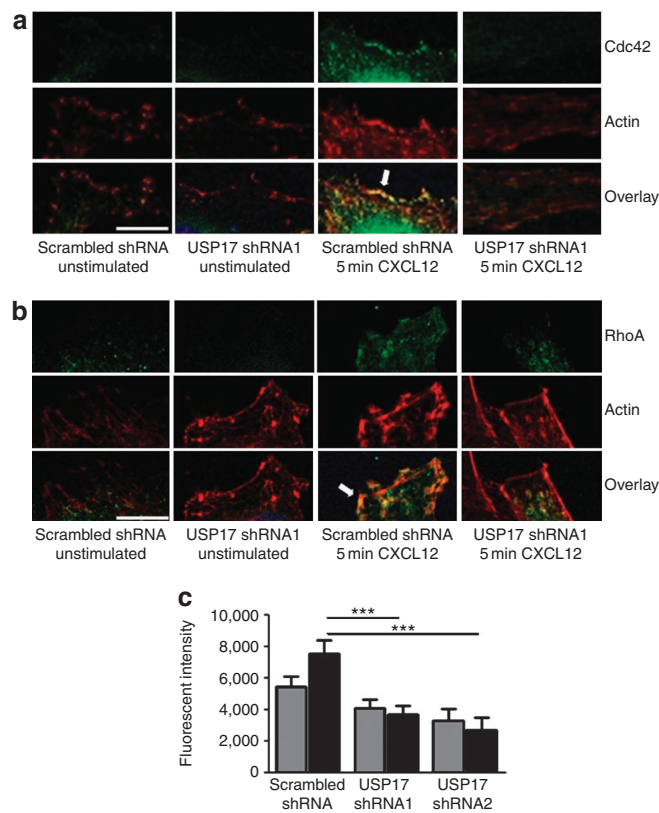 a
Cdc42
Actin
Overlay
Scrambled shRNA
unstimulated
USP17 shRNA1
unstimulated
Scrambled shRNA
5 min CXCL12
USP17 shRNA1
5 min CXCL12
b
RhoA
Actin
Overlay
Scrambled shRNA
unstimulated
USP17 shRNA1
unstimulated
Scrambled shRNA
5 min CXCL12
USP17 shRNA1
5 min CXCL12
c
Fluorescent intensity
10,000
8,000
6,000
4,000
2,000
0
***
***
Scrambled
shRNA
USP17
shRNA1
USP17
shRNA2